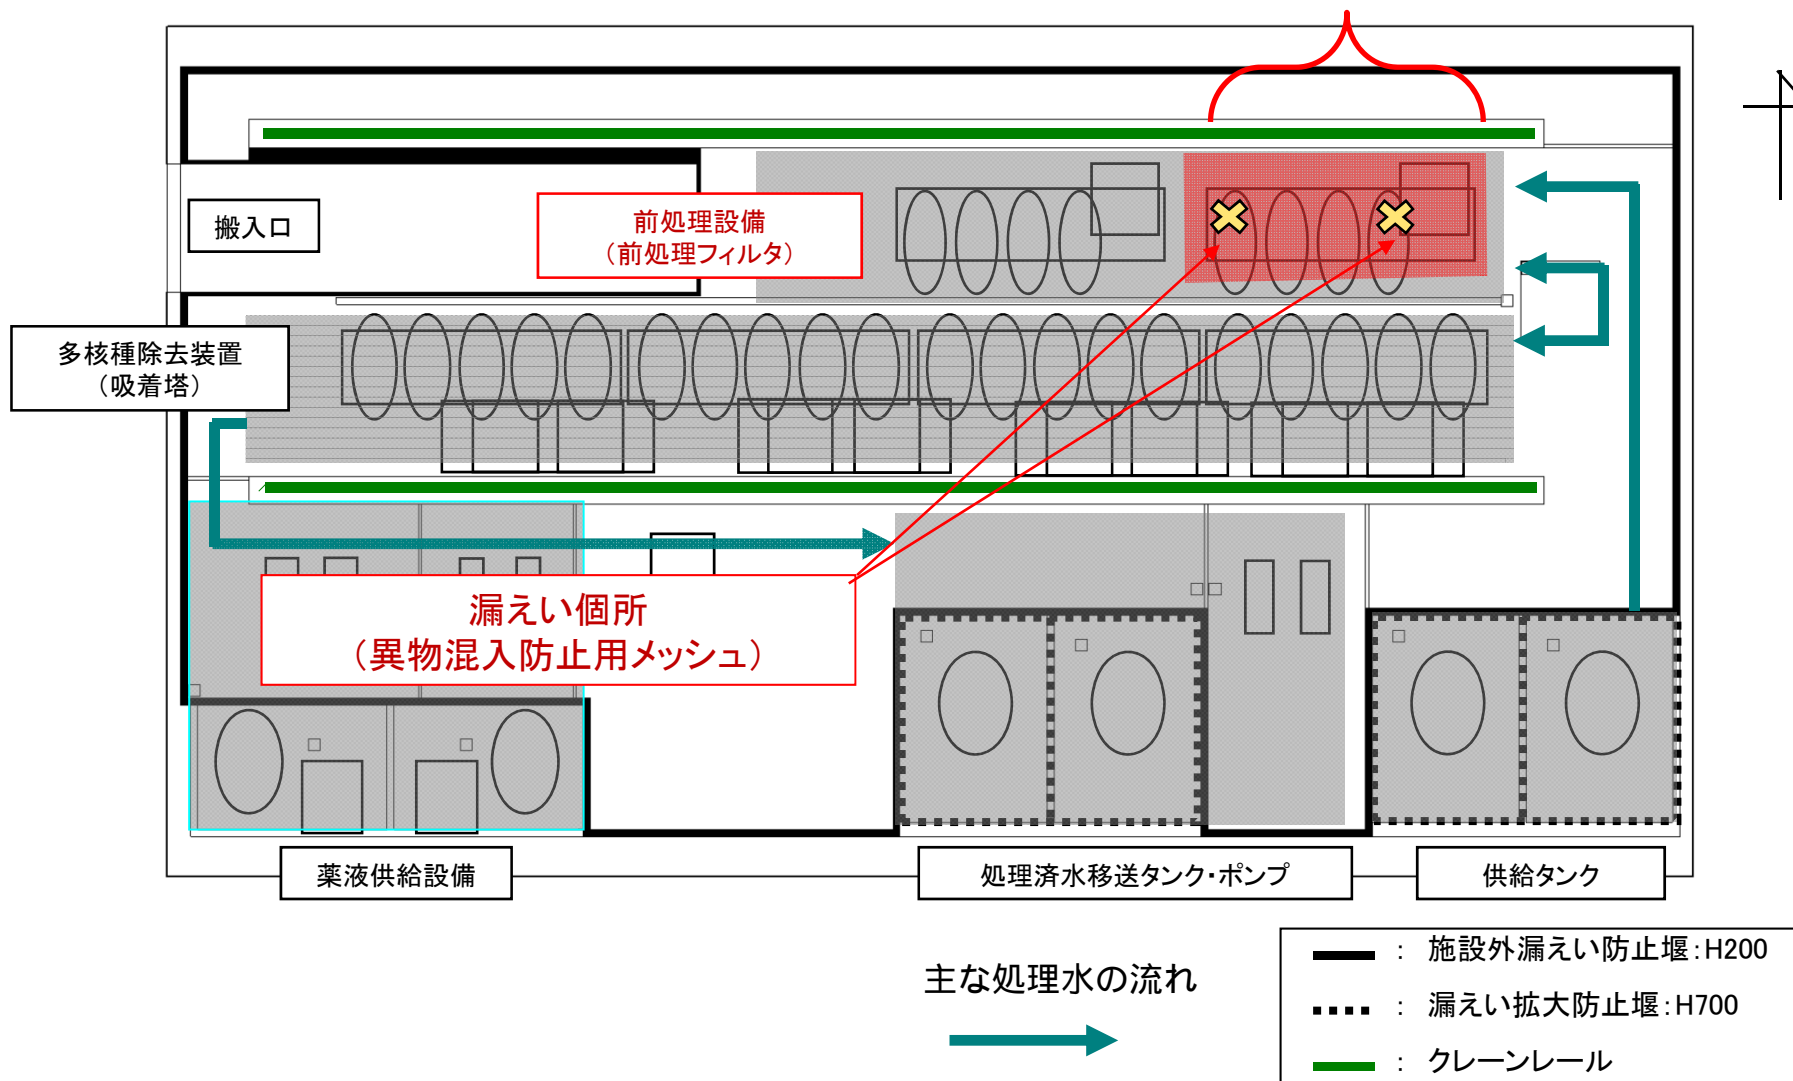 搬入口
前処理設備
（前処理フィルタ）
多核種除去装置
（吸着塔）
漏えい個所
（異物混入防止用メッシュ）
薬液供給設備
処理済水移送タンク・ポンプ
供給タンク
主な処理水の流れ
： 施設外漏えい防止堰：H200
： 漏えい拡大防止堰：H700
： クレーンレール